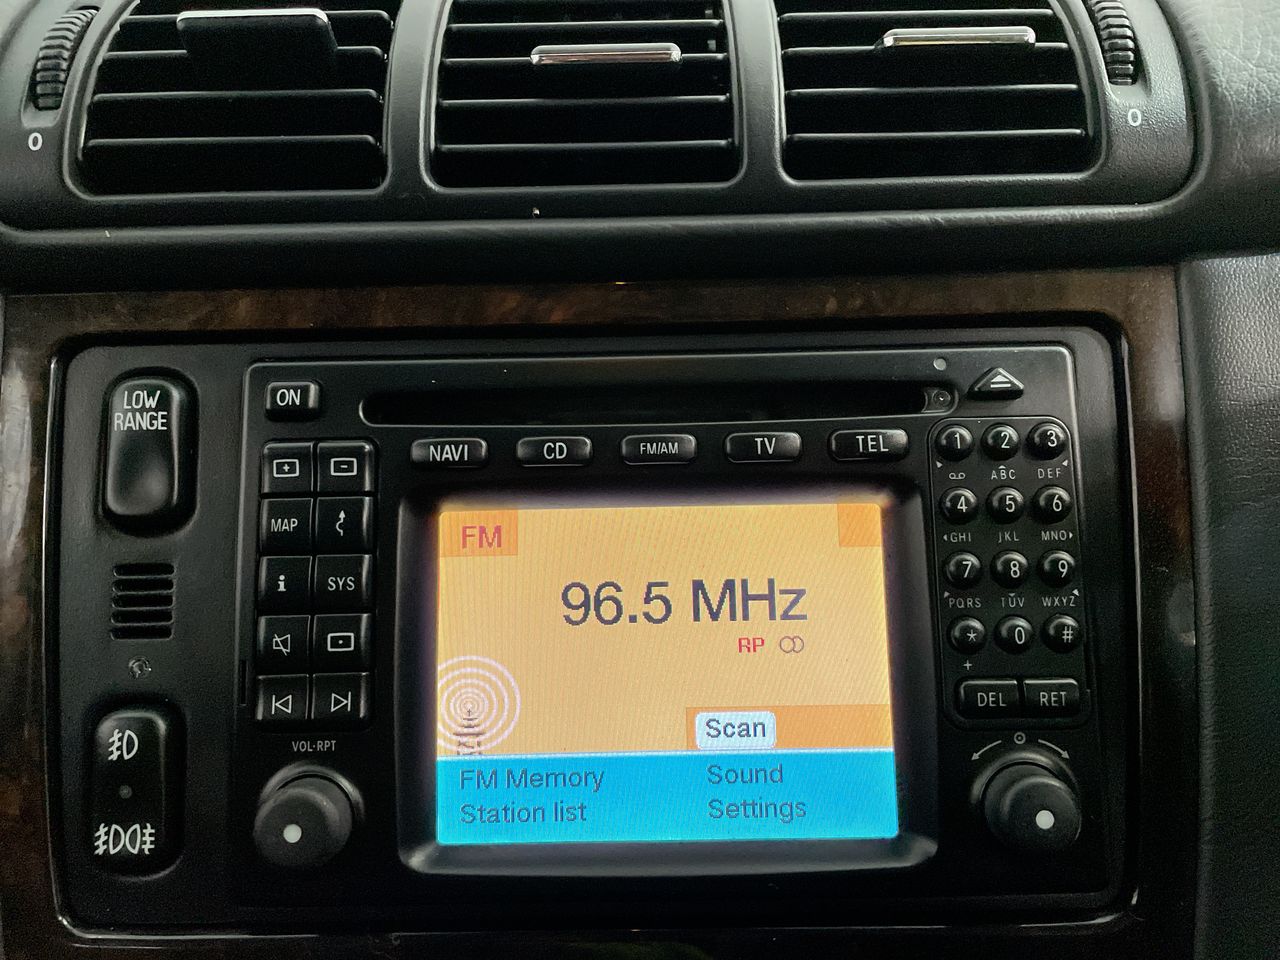 0
0
LOW
RANGE
ON
NAVI
CD
FM/AM
TV
TEL
1
2
3
ABC
DEF
4
5
6
GHI
JKL
MNO
7
8
9
PQRS
TUV
WXYZ
*
0
#
+
DEL
RET
MAP
i
SYS
VOL·RPT
FM
96.5 MHz
RP
Scan
FM Memory
Sound
Station list
Settings